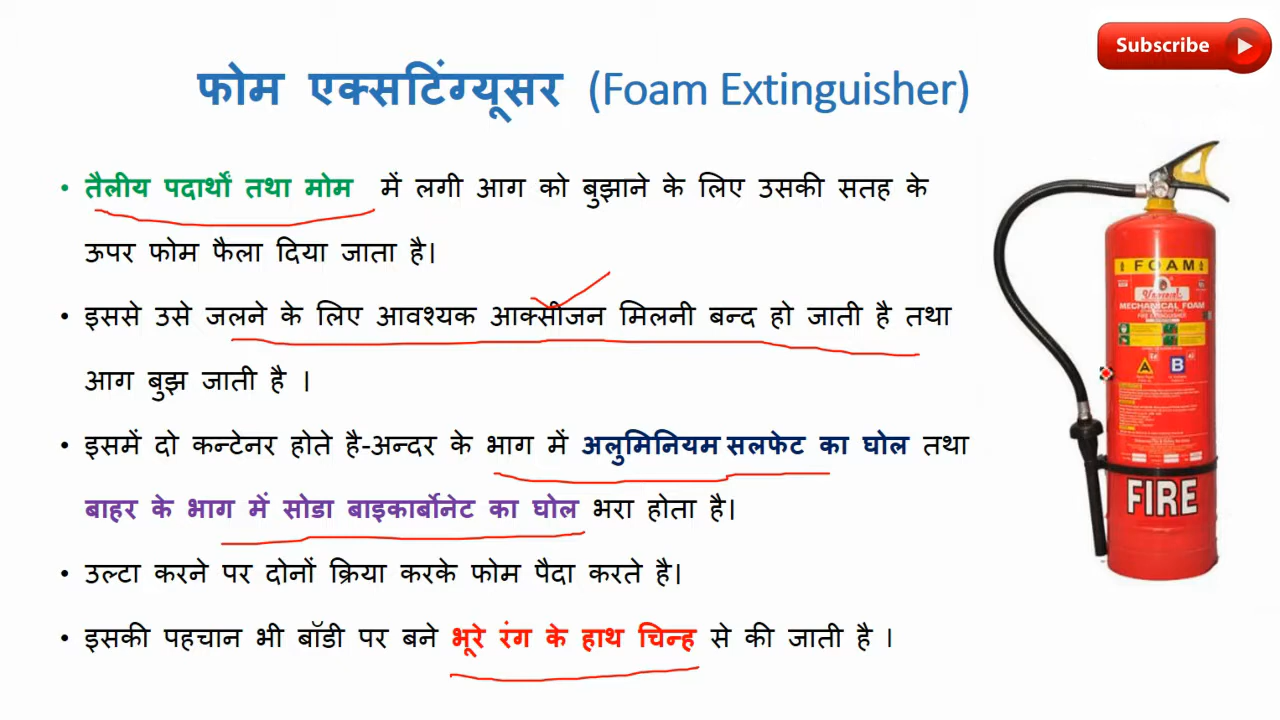 Subscribe
फोम एक्सटिंग्यूसर (Foam Extinguisher)
• तैलीय पदार्थों तथा मोम में लगी आग को बुझाने के लिए उसकी सतह के
ऊपर फोम फैला दिया जाता है।
• इससे उसे जलने के लिए आवश्यक आक्सीजन मिलनी बन्द हो जाती है तथा
आग बुझ जाती है ।
• इसमें दो कन्टेनर होते है-अन्दर के भाग में अलुमिनियम सलफेट का घोल तथा
बाहर के भाग में सोडा बाइकार्बोनेट का घोल भरा होता है।
• उल्टा करने पर दोनों क्रिया करके फोम पैदा करते है।
• इसकी पहचान भी बॉडी पर बने भूरे रंग के हाथ चिन्ह से की जाती है ।
FOAM
MECHANICAL FOAM
FIRE EXTINGUISHER
A B
FIRE